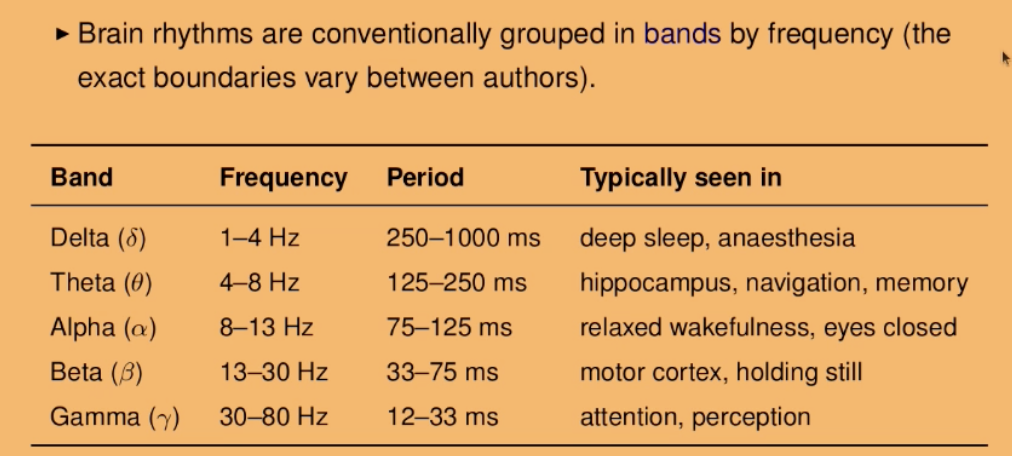 ▸ Brain rhythms are conventionally grouped in bands by frequency (the
exact boundaries vary between authors).
Band Frequency Period Typically seen in
Delta (δ) 1–4 Hz 250–1000 ms deep sleep, anaesthesia
Theta (θ) 4–8 Hz 125–250 ms hippocampus, navigation, memory
Alpha (α) 8–13 Hz 75–125 ms relaxed wakefulness, eyes closed
Beta (β) 13–30 Hz 33–75 ms motor cortex, holding still
Gamma (γ) 30–80 Hz 12–33 ms attention, perception